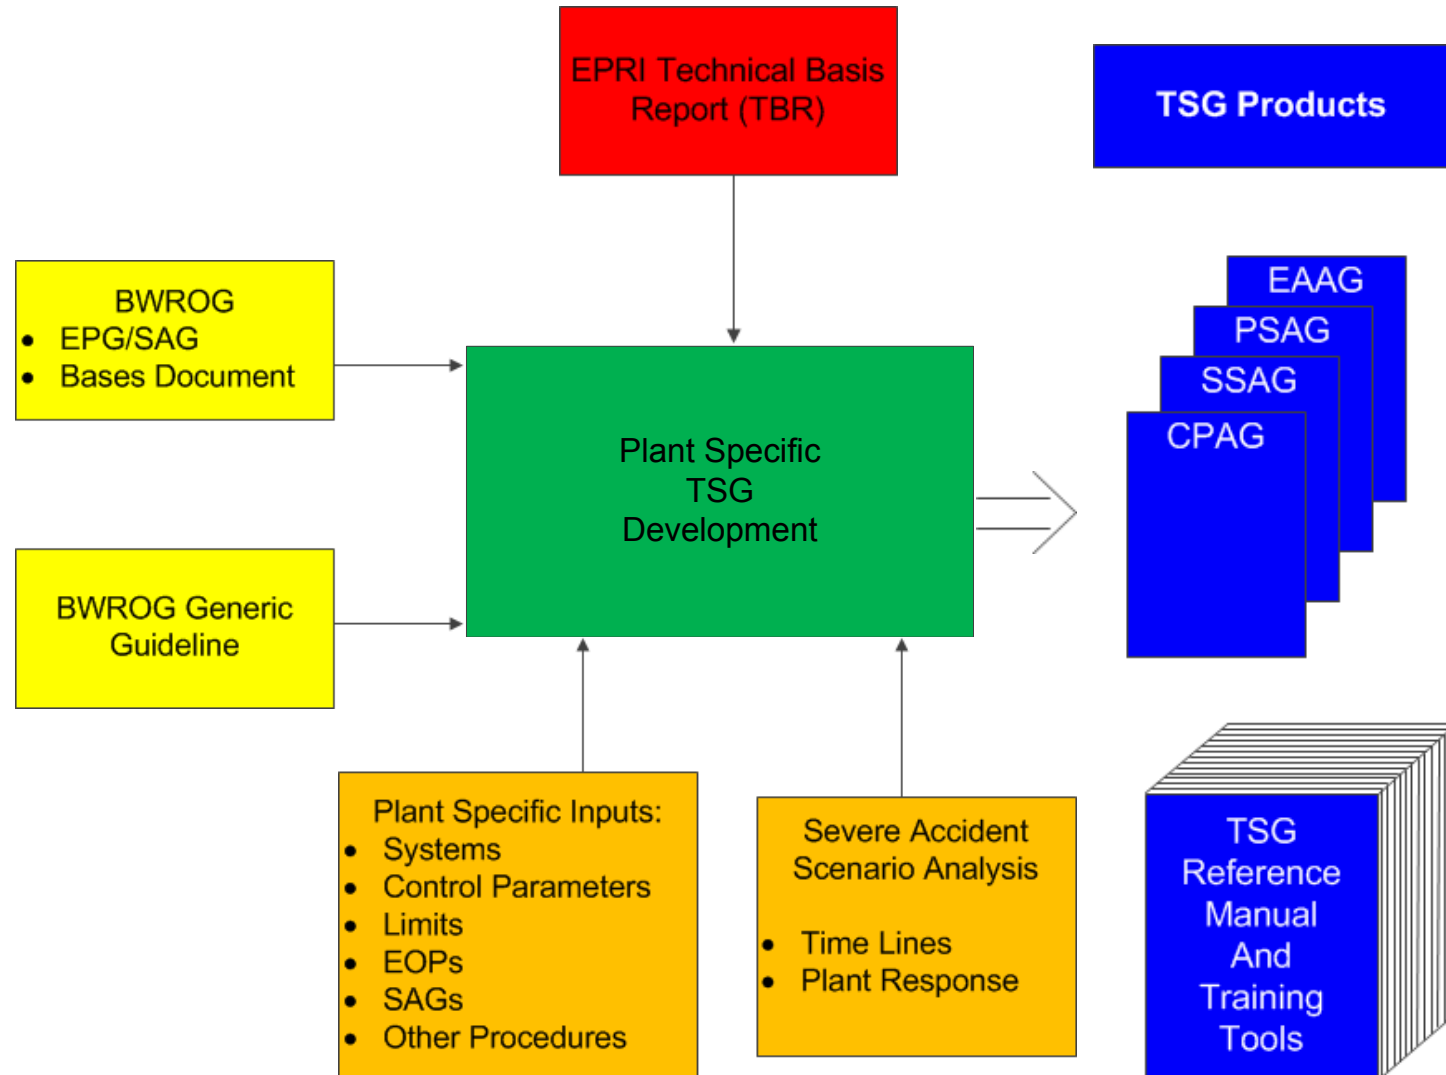 EPRI Technical Basis
Report (TBR)
TSG Products
BWROG
• EPG/SAG
• Bases Document
EAAG
PSAG
SSAG
CPAG
Plant Specific
TSG
Development
BWROG Generic
Guideline
Plant Specific Inputs:
• Systems
• Control Parameters
• Limits
• EOPs
• SAGs
• Other Procedures
Severe Accident
Scenario Analysis
• Time Lines
• Plant Response
TSG
Reference
Manual
And
Training
Tools